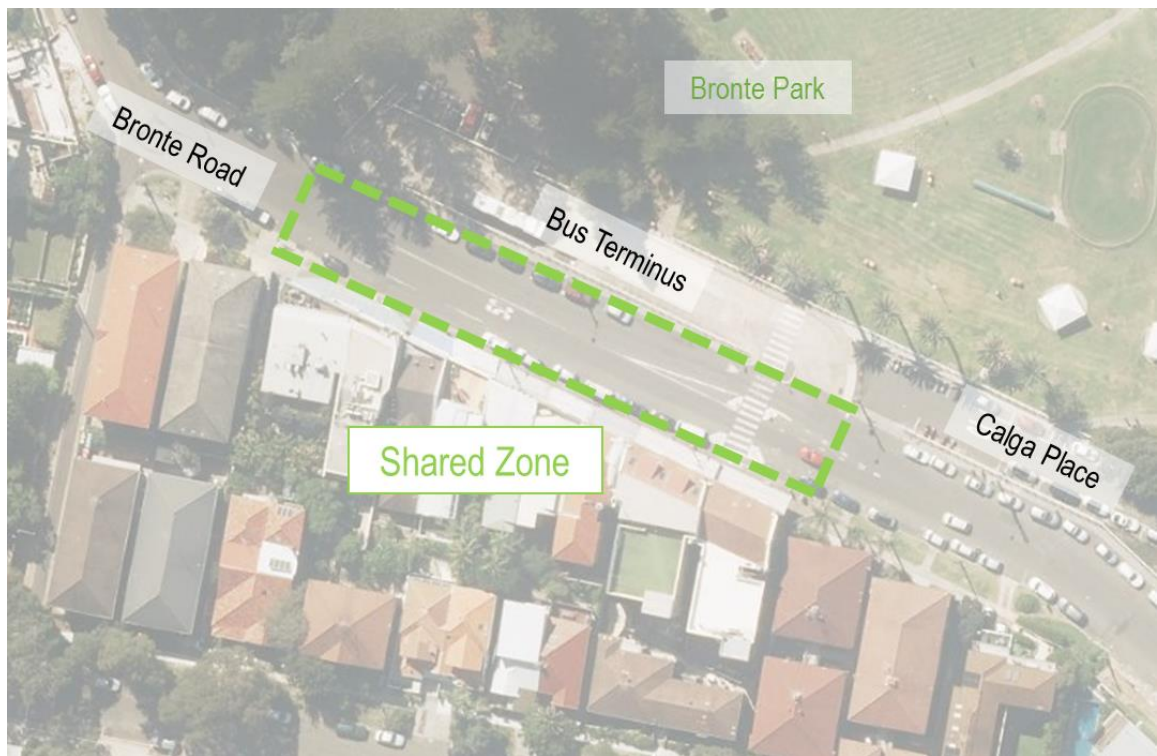 Bronte Park
Bronte Road
Bus Terminus
Calga Place
Shared Zone